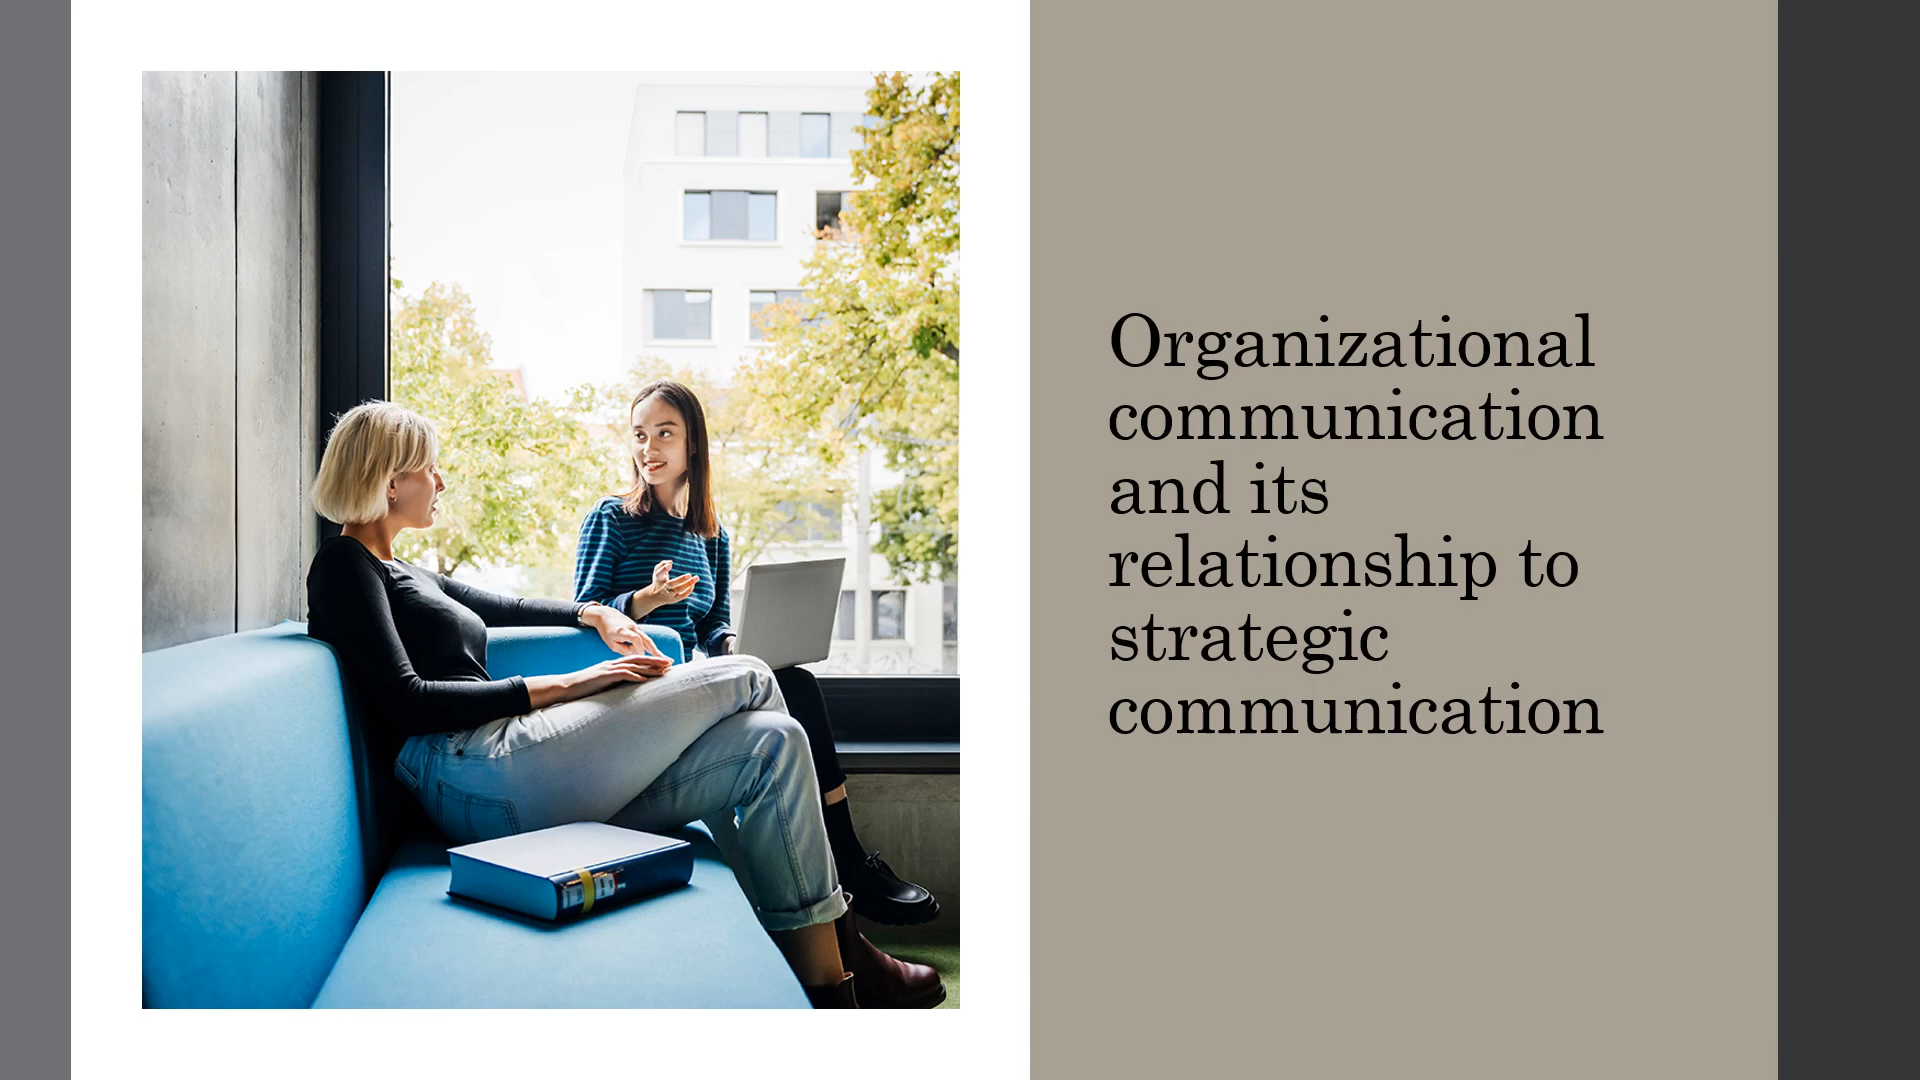 Organizational
communication
and its
relationship to
strategic
communication